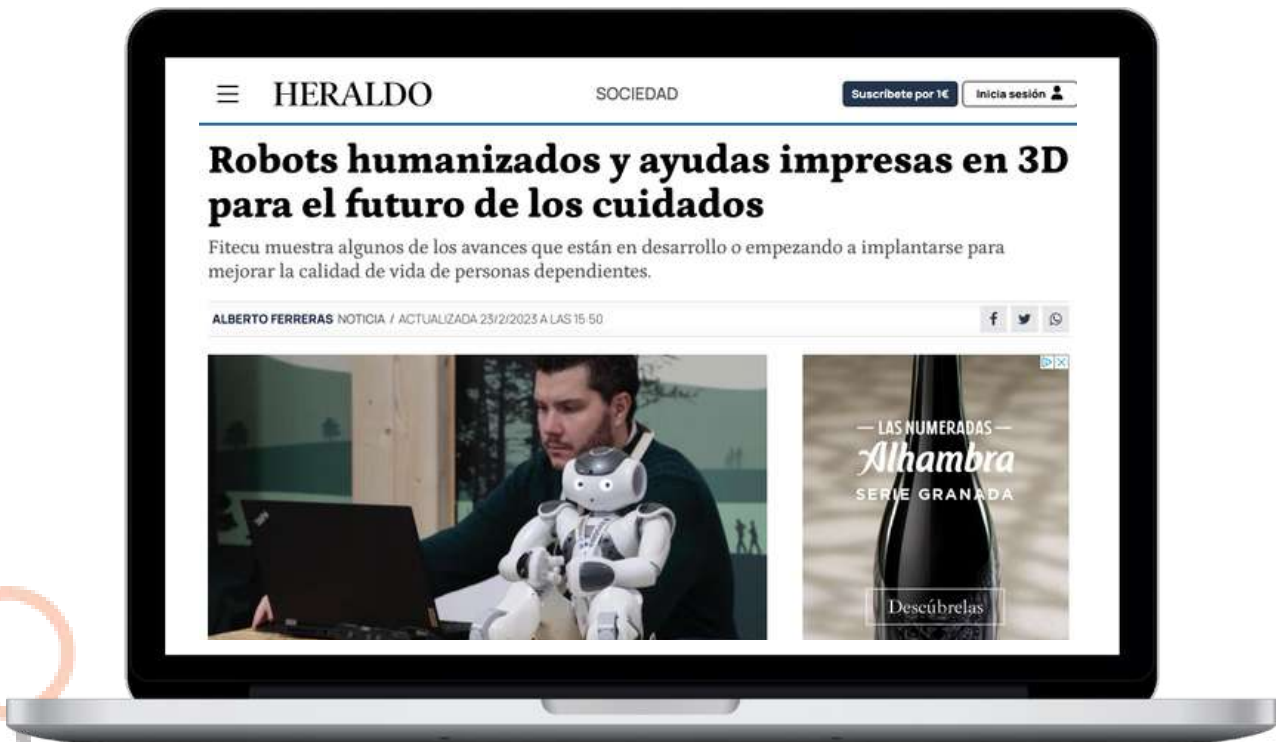 HERALDO
SOCIEDAD
Suscríbete por 1€
Inicia sesión
Robots humanizados y ayudas impresas en 3D
para el futuro de los cuidados
Fitecu muestra algunos de los avances que están en desarrollo o empezando a implantarse para
mejorar la calidad de vida de personas dependientes.
ALBERTO FERRERAS NOTICIA / ACTUALIZADA 23/2/2023 A LAS 15:50
ThinkPad
LAS NUMERADAS
Alhambra
SERIE GRANADA
Descúbrelas